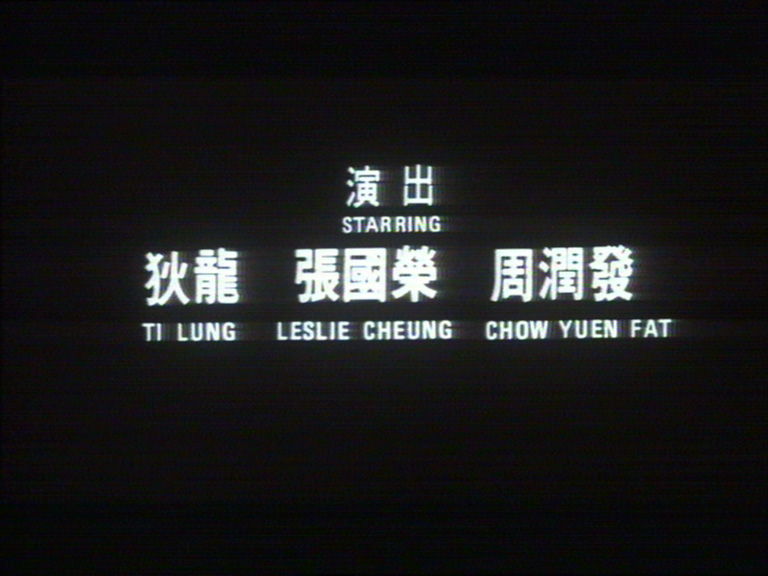 演出
STARRING
狄龍 張國榮 周潤發
TI LUNG LESLIE CHEUNG CHOW YUEN FAT